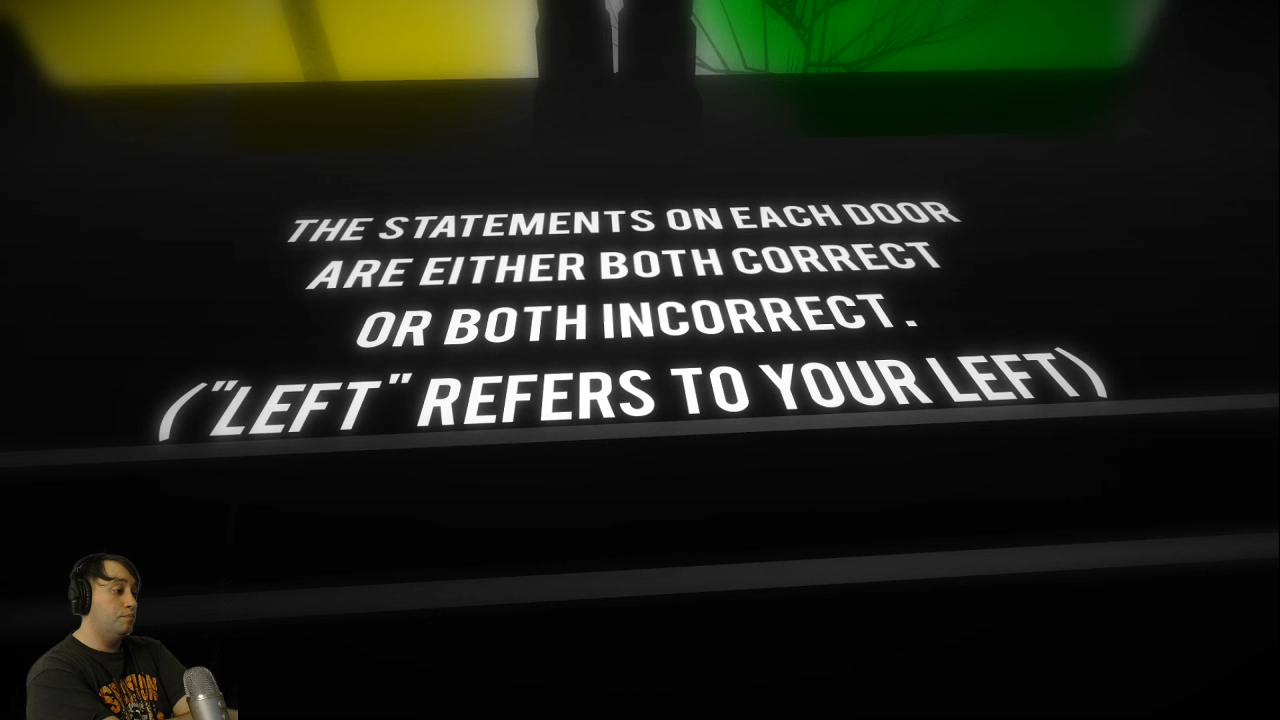 THE STATEMENTS ON EACH DOOR
ARE EITHER BOTH CORRECT
OR BOTH INCORRECT.
("LEFT" REFERS TO YOUR LEFT)